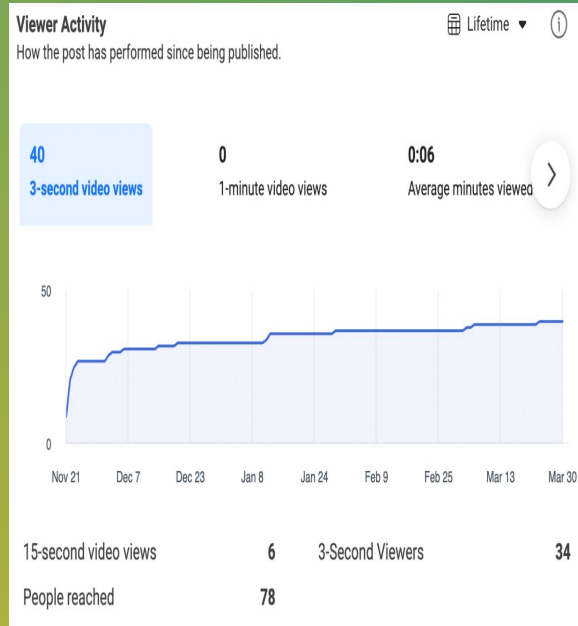 Viewer Activity
Lifetime
How the post has performed since being published.
40
3-second video views
0
1-minute video views
0:06
Average minutes viewed
50
0
Nov 21 Dec 7 Dec 23 Jan 8 Jan 24 Feb 9 Feb 25 Mar 13 Mar 30
15-second video views 6
3-Second Viewers 34
People reached 78